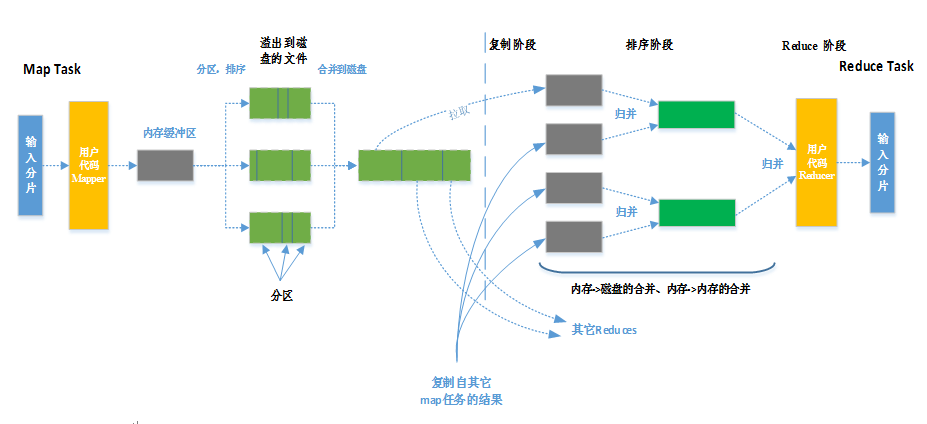 Map Task
溢出到磁
盘的文件
分区，排序
合并到磁盘
内存缓冲区
输入分片
用户
代码
Mapper
分区
复制阶段
排序阶段
Reduce 阶段
Reduce Task
拉取
归并
归并
归并
用户
代码
Reducer
输入分片
内存->磁盘的合并、内存->内存的合并
其它Reduces
复制自其它
map任务的结果